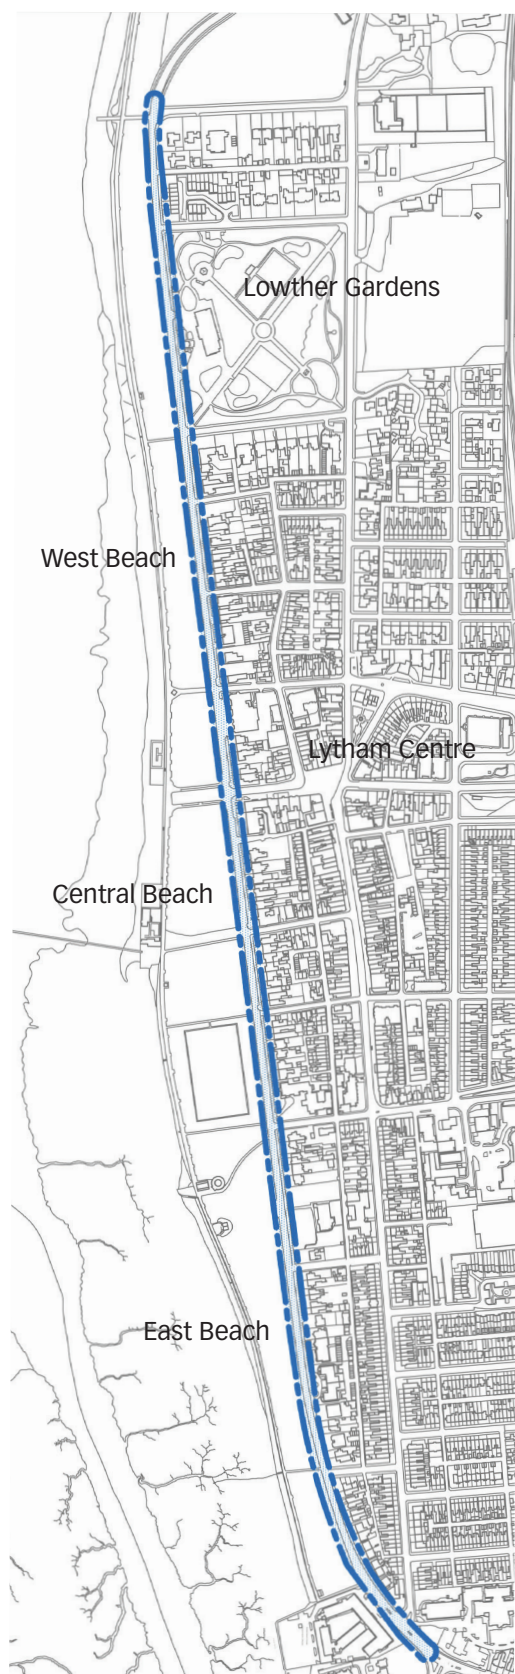 Lowther Gardens
West Beach
Lytham Centre
Central Beach
East Beach